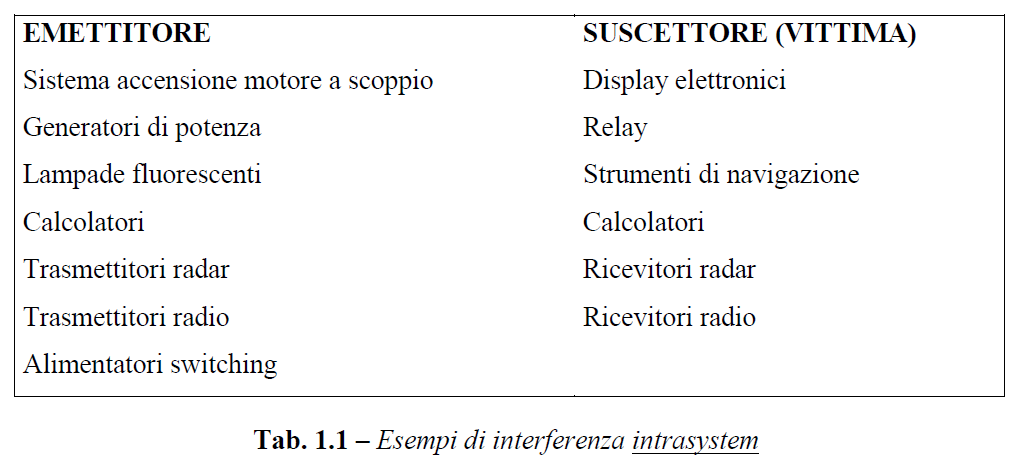 EMETTITORE SUSCETTORE (VITTIMA)
Sistema accensione motore a scoppio Display elettronici
Generatori di potenza Relay
Lampade fluorescenti Strumenti di navigazione
Calcolatori Calcolatori
Trasmettitori radar Ricevitori radar
Trasmettitori radio Ricevitori radio
Alimentatori switching
Tab. 1.1 – Esempi di interferenza intrasystem